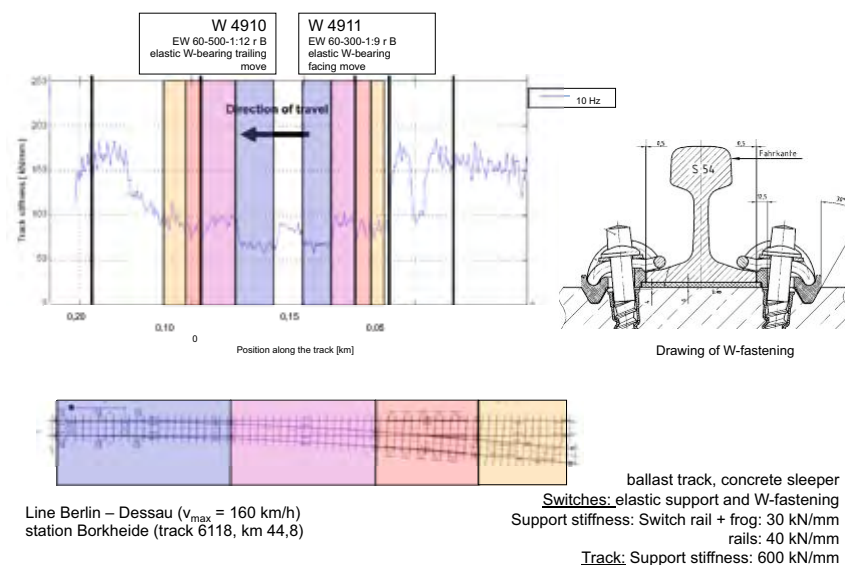 W 4910
EW 60-500-1:12 r B
elastic W-bearing trailing
move
W 4911
EW 60-300-1:9 r B
elastic W-bearing
facing move
10 Hz
Direction of travel
Track stiffness [ kN/mm ]
200
150
100
50
0
0,20
0,10
0,15
0,05
0
Position along the track [km]
S 54
Fahrkante
Drawing of W-fastening
Line Berlin – Dessau (vmax = 160 km/h)
station Borkheide (track 6118, km 44,8)
ballast track, concrete sleeper
Switches: elastic support and W-fastening
Support stiffness: Switch rail + frog: 30 kN/mm
rails: 40 kN/mm
Track: Support stiffness: 600 kN/mm